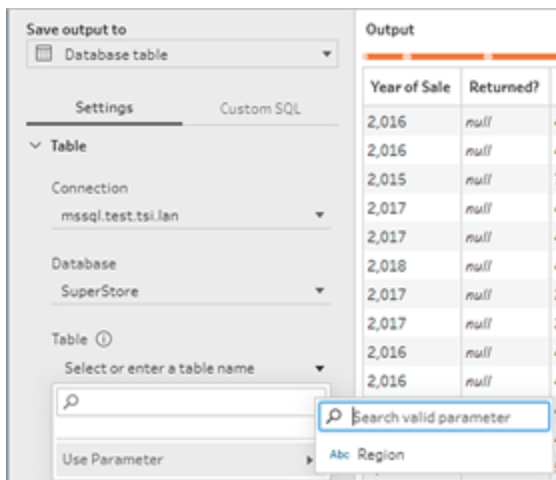 Save output to
Database table
Settings
Custom SQL
Table
Connection
mssql.test.tsi.lan
Database
SuperStore
Table
Select or enter a table name
Use Parameter
Search valid parameter
Abc Region
Output
Year of Sale Returned?
2,016 null
2,016 null
2,015 null
2,017 null
2,017 null
2,018 null
2,017 null
2,017 null
2,016 null
2,016 null